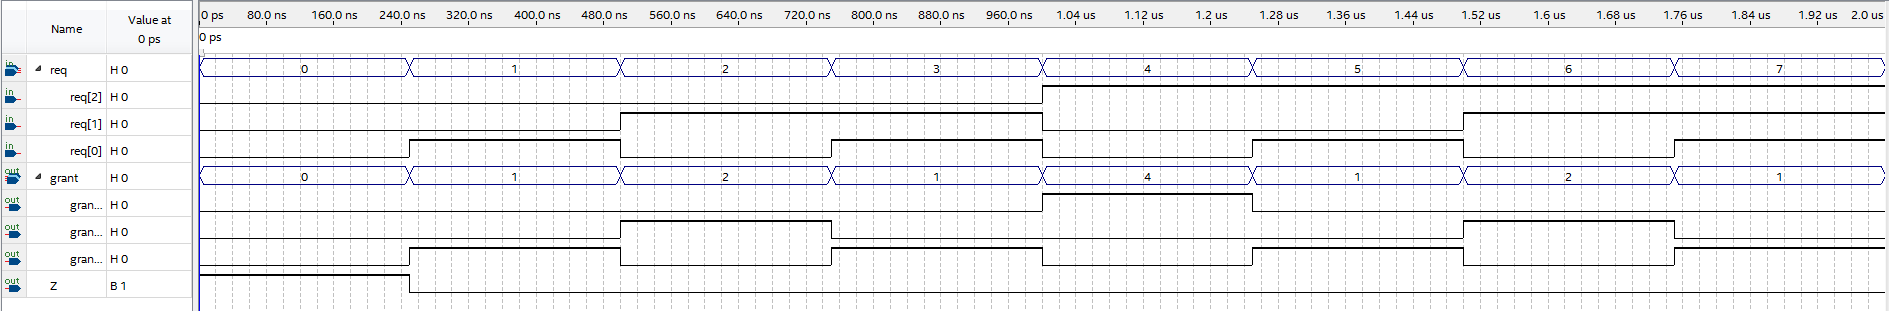 Name Value at 0 ps
0 ps 80.0 ns 160.0 ns 240.0 ns 320.0 ns 400.0 ns 480.0 ns 560.0 ns 640.0 ns 720.0 ns 800.0 ns 880.0 ns 960.0 ns 1.04 us 1.12 us 1.2 us 1.28 us 1.36 us 1.44 us 1.52 us 1.6 us 1.68 us 1.76 us 1.84 us 1.92 us 2.0 us
0 ps
in req H 0 0 1 2 3 4 5 6 7
in req[2] H 0
in req[1] H 0
in req[0] H 0
out grant H 0 0 1 2 1 4 1 2 1
out gran... H 0
out gran... H 0
out gran... H 0
out Z B 1